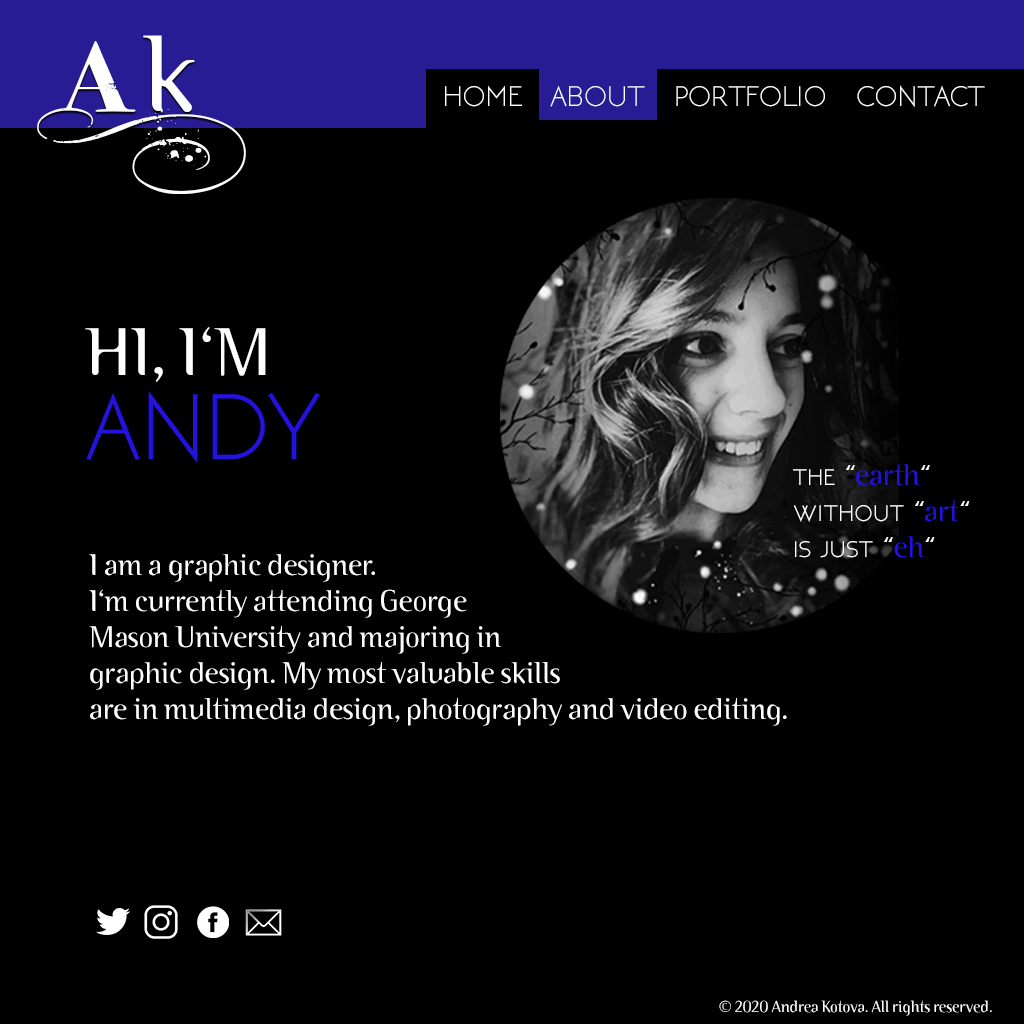 Ak
HOME ABOUT PORTFOLIO CONTACT
HI, I‘M
ANDY
THE “earth“
WITHOUT “art“
IS JUST “eh“
I am a graphic designer.
I‘m currently attending George
Mason University and majoring in
graphic design. My most valuable skills
are in multimedia design, photography and video editing.
© 2020 Andrea Kotova. All rights reserved.